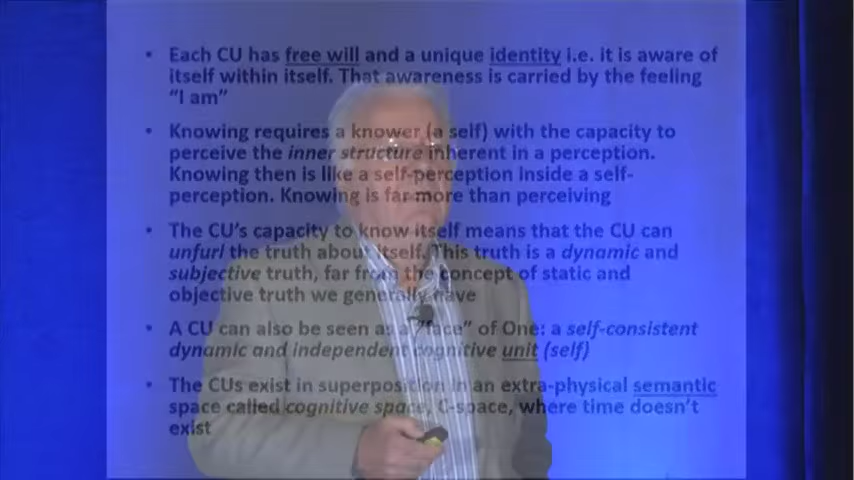 • Each CU has free will and a unique identity i.e. it is aware of
itself within itself. That awareness is carried by the feeling
"I am"
• Knowing requires a knower (a self) with the capacity to
perceive the inner structure inherent in a perception.
Knowing then is like a self-perception inside a self-
perception. Knowing is far more than perceiving
• The CU's capacity to know itself means that the CU can
unfurl the truth about itself. This truth is a dynamic and
subjective truth, far from the concept of static and
objective truth we generally have
• A CU can also be seen as a "face" of One: a self-consistent
dynamic and independent cognitive unit (self)
• The CUs exist in superposition in an extra-physical semantic
space called cognitive space, C-space, where time doesn't
exist